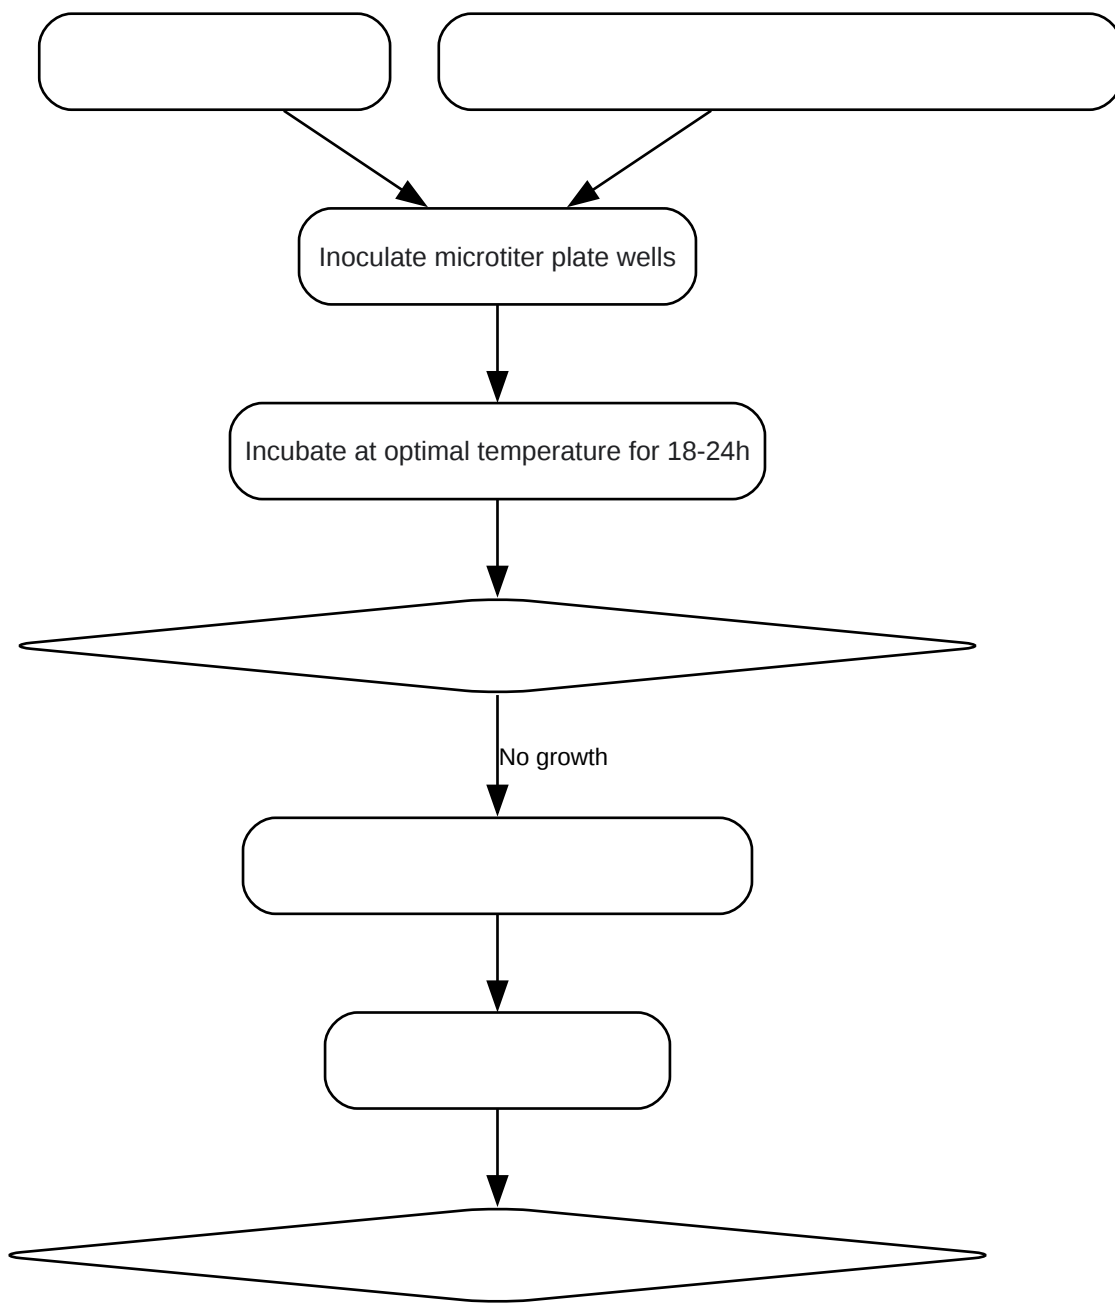 Inoculate microtiter plate wells
Incubate at optimal temperature for 18-24h
No growth